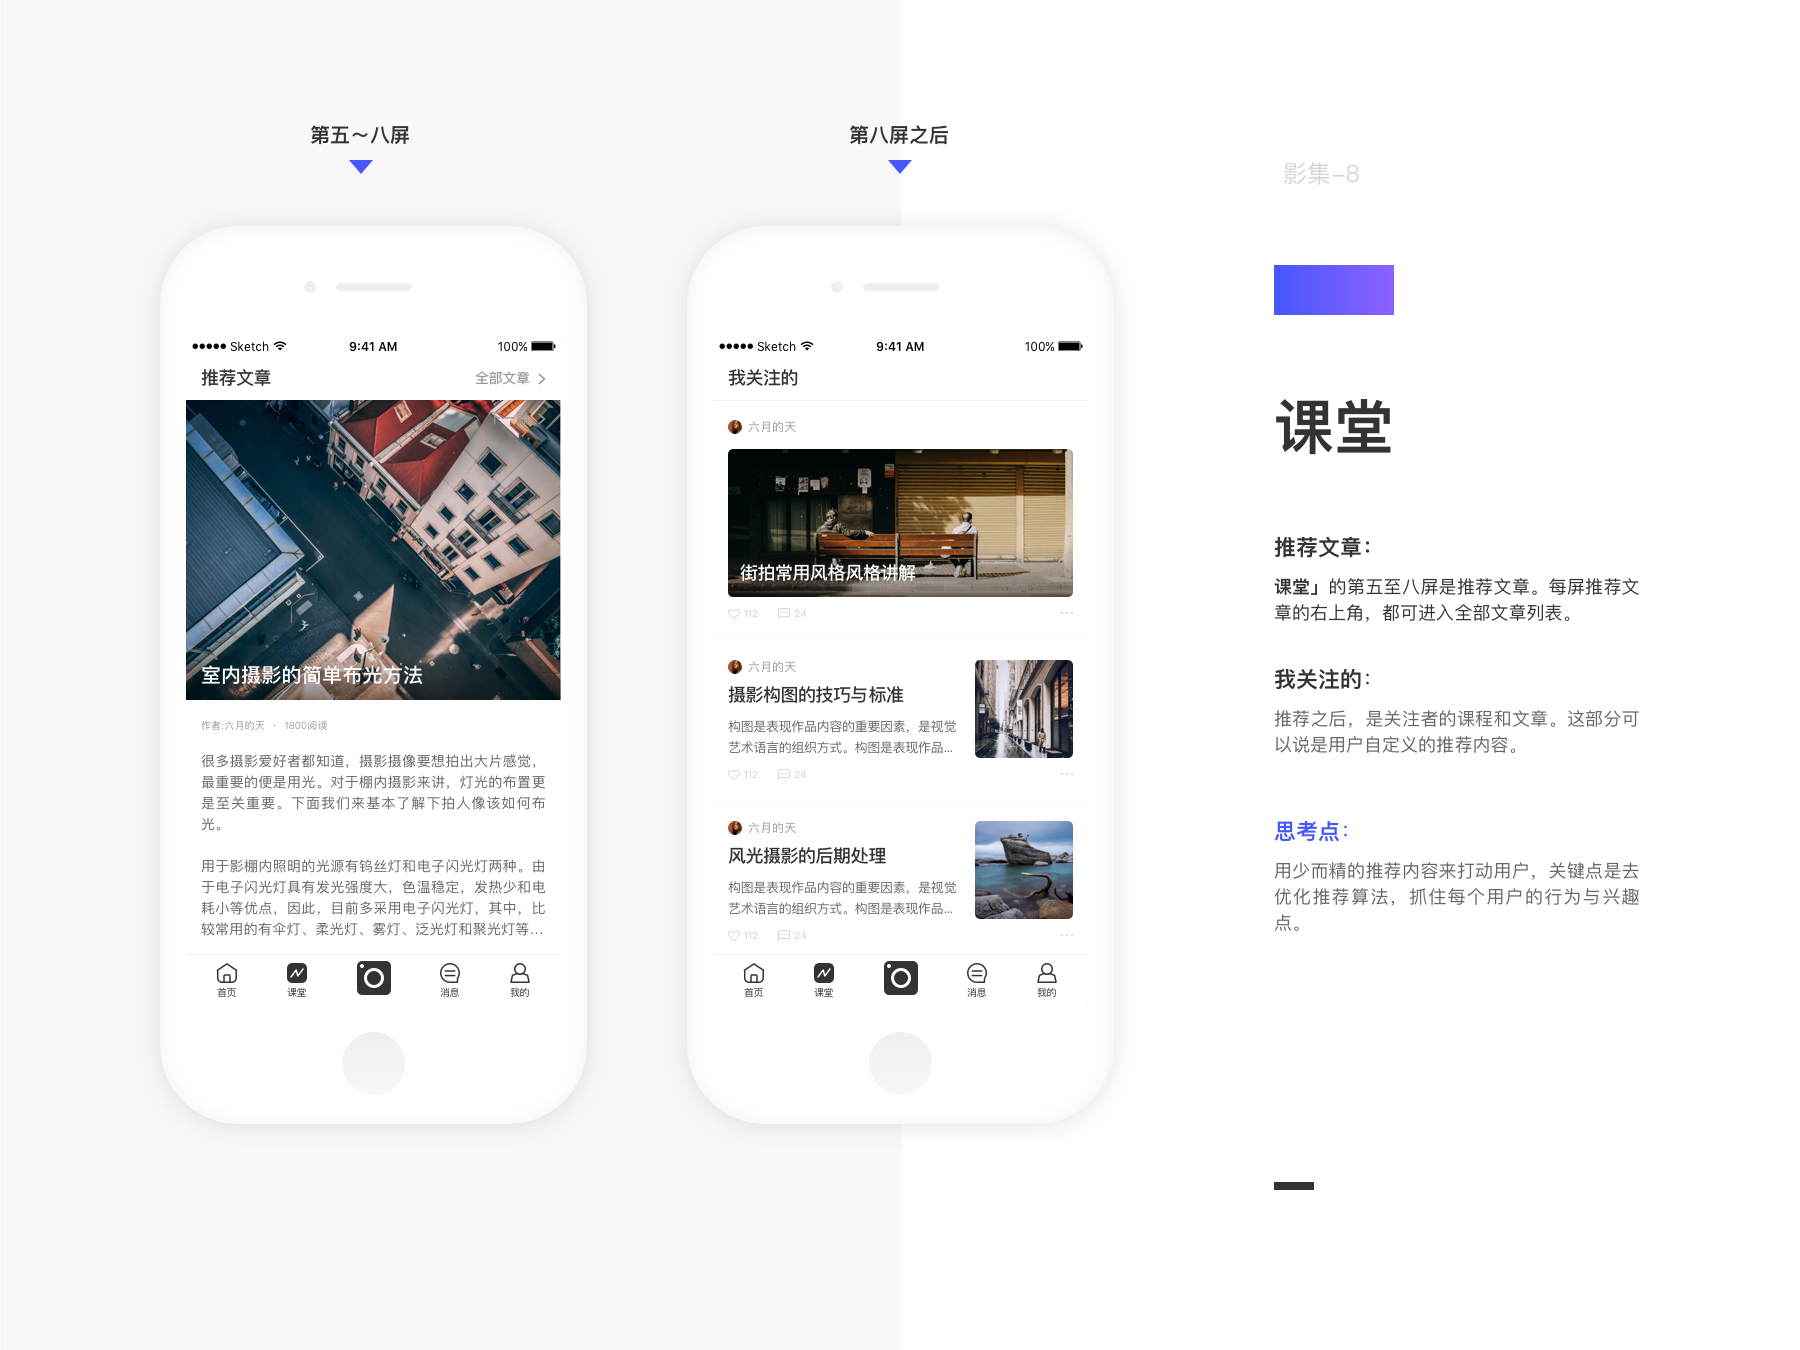 第五～八屏
●●●●● Sketch 9:41 AM 100%
推荐文章 全部文章
室内摄影的简单布光方法
作者:六月的天 · 1800阅读
很多摄影爱好者都知道，摄影摄像要想拍出大片感觉，
最重要的便是用光。对于棚内摄影来讲，灯光的布置更
是至关重要。下面我们来基本了解下拍人像该如何布
光。
用于影棚内照明的光源有钨丝灯和电子闪光灯两种。由
于电子闪光灯具有发光强度大，色温稳定，发热少和电
耗小等优点，因此，目前多采用电子闪光灯，其中，比
较常用的有伞灯、柔光灯、雾灯、泛光灯和聚光灯等...
首页 课堂 消息 我的
第八屏之后
●●●●● Sketch 9:41 AM 100%
我关注的
六月的天
街拍常用风格风格讲解
112 24
六月的天
摄影构图的技巧与标准
构图是表现作品内容的重要因素，是视觉
艺术语言的组织方式。构图是表现作品...
112 24
六月的天
风光摄影的后期处理
构图是表现作品内容的重要因素，是视觉
艺术语言的组织方式。构图是表现作品...
112 24
首页 课堂 消息 我的
影集-8
课堂
推荐文章：
课堂」的第五至八屏是推荐文章。每屏推荐文
章的右上角，都可进入全部文章列表。
我关注的：
推荐之后，是关注者的课程和文章。这部分可
以说是用户自定义的推荐内容。
思考点：
用少而精的推荐内容来打动用户，关键点是去
优化推荐算法，抓住每个用户的行为与兴趣
点。